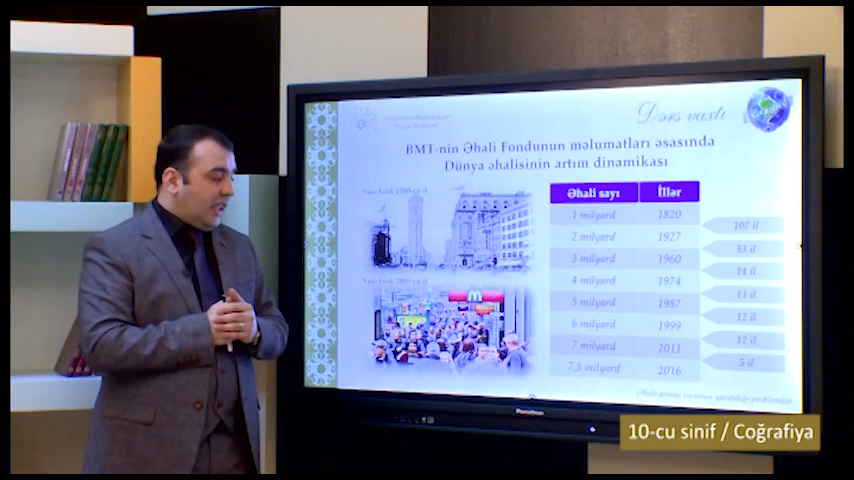 Dərs vaxtı
BMT-nin Əhali Fondunun məlumatları əsasında
Dünya əhalisinin artım dinamikası
Əhali sayı İllər
1 milyard 1820
2 milyard 1927
3 milyard 1960
4 milyard 1974
5 milyard 1987
6 milyard 1999
7 milyard 2011
7,3 milyard 2016
107 il
33 il
14 il
13 il
12 il
12 il
5 il
Promethean
10-cu sinif / Coğrafiya